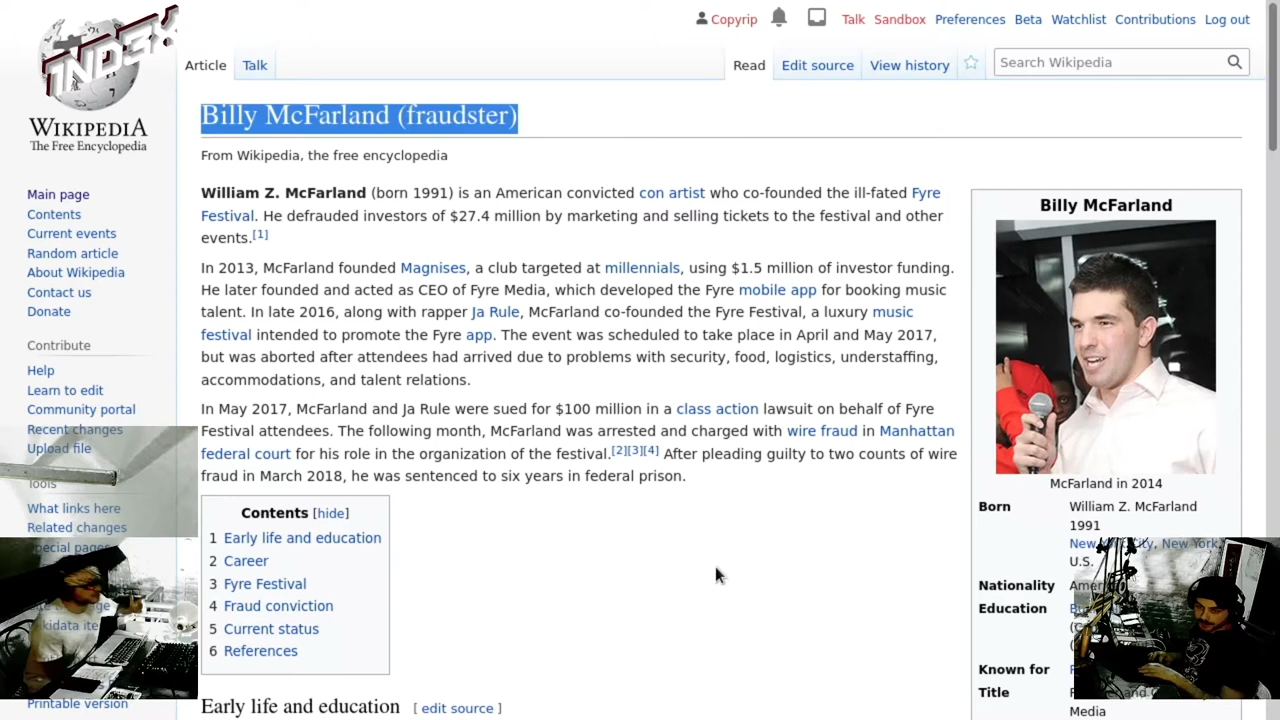 Copyrip Talk Sandbox Preferences Beta Watchlist Contributions Log out
INDEX
WIKIPEDIA
The Free Encyclopedia
Article Talk Read Edit source View history Search Wikipedia
Billy McFarland (fraudster)
From Wikipedia, the free encyclopedia
Main page
Contents
Current events
Random article
About Wikipedia
Contact us
Donate
Contribute
Help
Learn to edit
Community portal
Recent changes
Upload file
Tools
What links here
Related changes
Special pages
Printable version
William Z. McFarland (born 1991) is an American convicted con artist who co-founded the ill-fated Fyre
Festival. He defrauded investors of $27.4 million by marketing and selling tickets to the festival and other
events.[1]
In 2013, McFarland founded Magnises, a club targeted at millennials, using $1.5 million of investor funding.
He later founded and acted as CEO of Fyre Media, which developed the Fyre mobile app for booking music
talent. In late 2016, along with rapper Ja Rule, McFarland co-founded the Fyre Festival, a luxury music
festival intended to promote the Fyre app. The event was scheduled to take place in April and May 2017,
but was aborted after attendees had arrived due to problems with security, food, logistics, understaffing,
accommodations, and talent relations.
In May 2017, McFarland and Ja Rule were sued for $100 million in a class action lawsuit on behalf of Fyre
Festival attendees. The following month, McFarland was arrested and charged with wire fraud in Manhattan
federal court for his role in the organization of the festival.[2][3][4] After pleading guilty to two counts of wire
fraud in March 2018, he was sentenced to six years in federal prison.
Contents [hide]
1 Early life and education
2 Career
3 Fyre Festival
4 Fraud conviction
5 Current status
6 References
Early life and education [ edit source ]
Billy McFarland
McFarland in 2014
Born William Z. McFarland
1991
New York City, New York,
U.S.
Nationality
Education
Known for
Title
Media